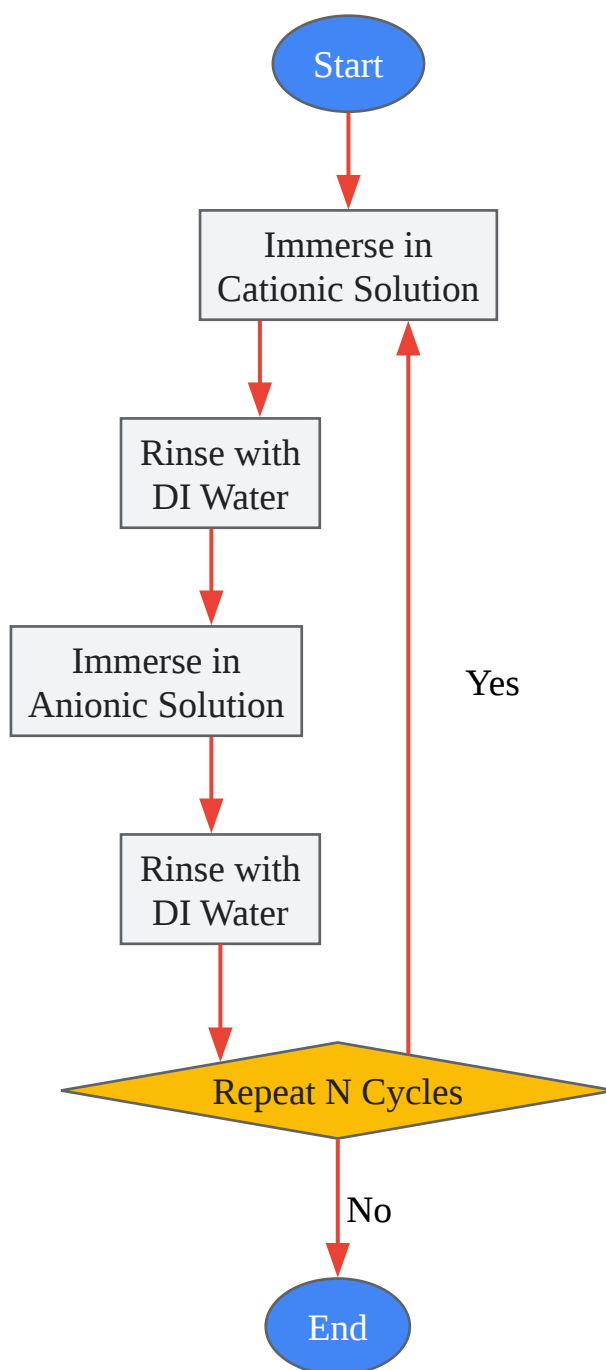 Start
Immerse in
Cationic Solution
Rinse with
DI Water
Immerse in
Anionic Solution
Yes
Rinse with
DI Water
Repeat N Cycles
No
End